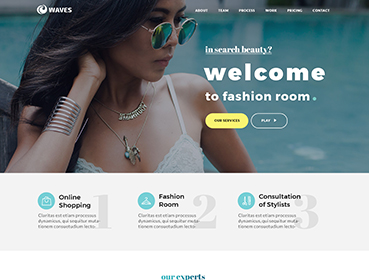 WAVES
ABOUT TEAM PROCESS WORK PRICING CONTACT
in search beauty?
welcome
to fashion room
OUR SERVICES PLAY
Online Shopping
1
Claritas est etiam processus dynamicus, qui sequitur mutationem consuetudium lecto.
Fashion Room
2
Claritas est etiam processus dynamicus, qui sequitur mutationem consuetudium lecto.
Consultation of Stylists
3
Claritas est etiam processus dynamicus, qui sequitur mutationem consuetudium lecto.
our experts